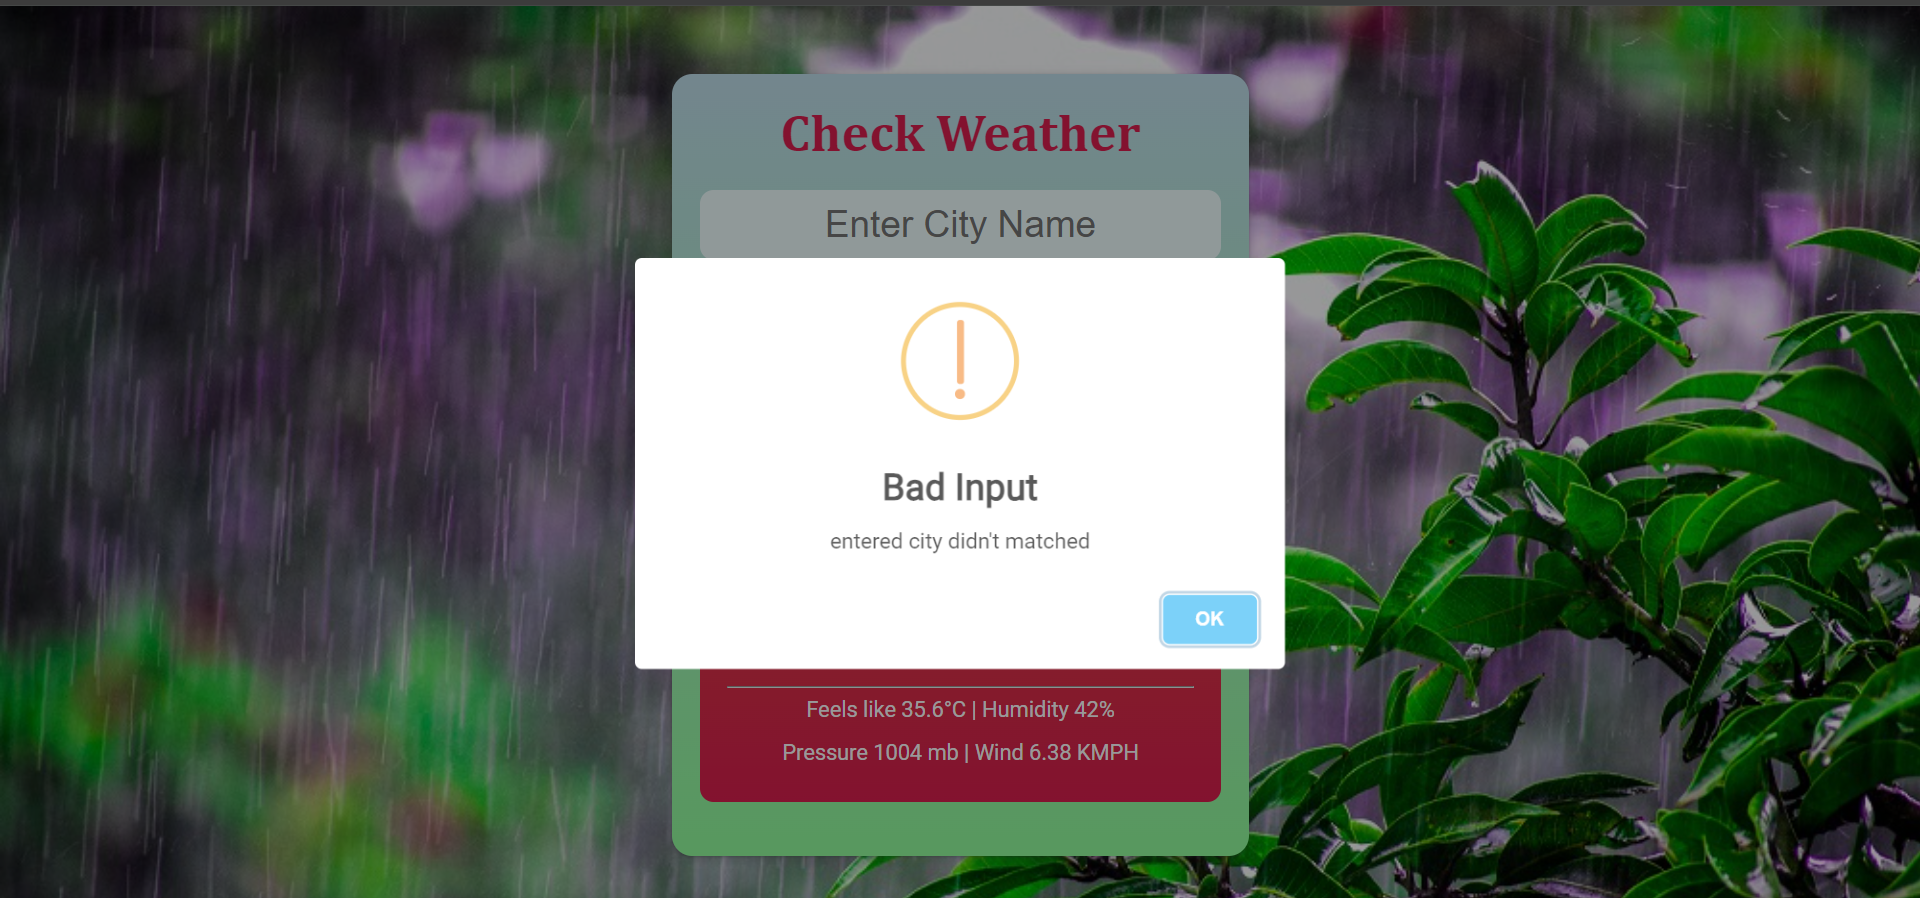 Check Weather
Enter City Name
Bad Input
entered city didn't matched
OK
Feels like 35.6°C | Humidity 42%
Pressure 1004 mb | Wind 6.38 KMPH